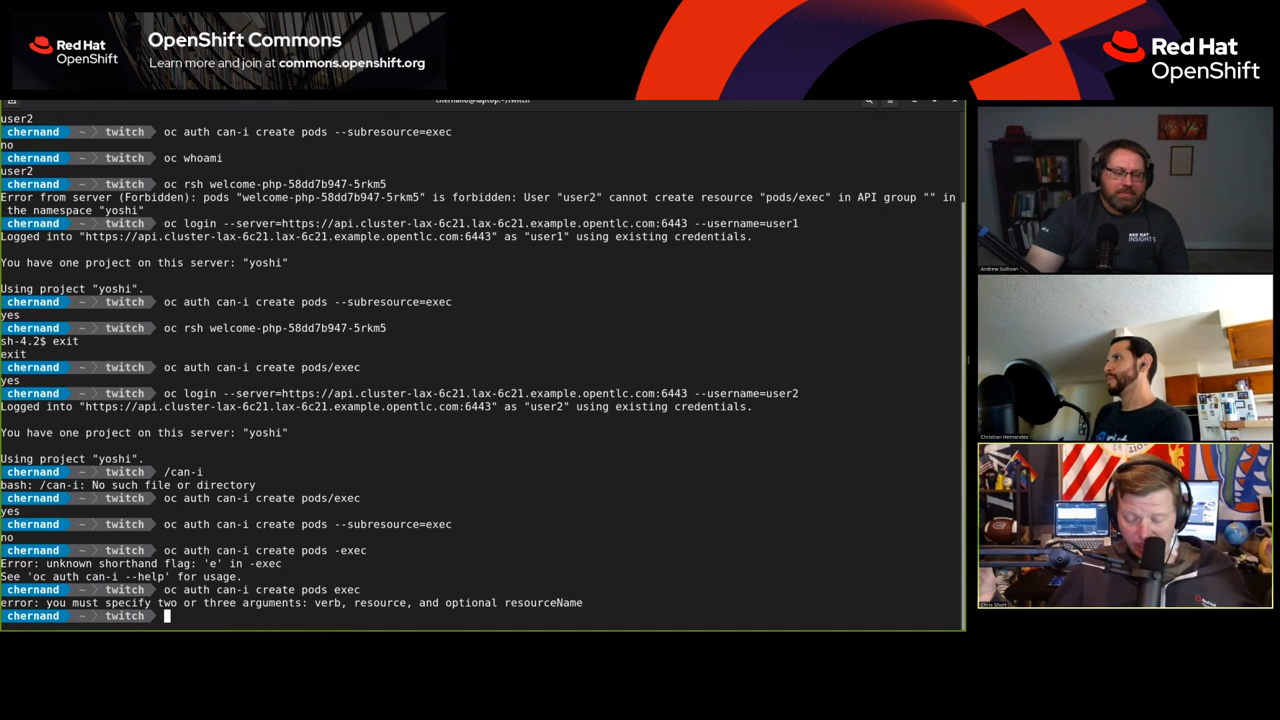 Red Hat
OpenShift
OpenShift Commons
Learn more and join at commons.openshift.org
Red Hat
OpenShift
chernand@laptop:~/twitch
user2
chernand ~ twitch oc auth can-i create pods --subresource=exec
no
chernand ~ twitch oc whoami
user2
chernand ~ twitch oc rsh welcome-php-58dd7b947-5rkm5
Error from server (Forbidden): pods "welcome-php-58dd7b947-5rkm5" is forbidden: User "user2" cannot create resource "pods/exec" in API group "" in
the namespace "yoshi"
chernand ~ twitch oc login --server=https://api.cluster-lax-6c21.lax-6c21.example.opentlc.com:6443 --username=user1
Logged into "https://api.cluster-lax-6c21.lax-6c21.example.opentlc.com:6443" as "user1" using existing credentials.
You have one project on this server: "yoshi"
Using project "yoshi".
chernand ~ twitch oc auth can-i create pods --subresource=exec
yes
chernand ~ twitch oc rsh welcome-php-58dd7b947-5rkm5
sh-4.2$ exit
exit
chernand ~ twitch oc auth can-i create pods/exec
yes
chernand ~ twitch oc login --server=https://api.cluster-lax-6c21.lax-6c21.example.opentlc.com:6443 --username=user2
Logged into "https://api.cluster-lax-6c21.lax-6c21.example.opentlc.com:6443" as "user2" using existing credentials.
You have one project on this server: "yoshi"
Using project "yoshi".
chernand ~ twitch /can-i
bash: /can-i: No such file or directory
chernand ~ twitch oc auth can-i create pods/exec
yes
chernand ~ twitch oc auth can-i create pods --subresource=exec
no
chernand ~ twitch oc auth can-i create pods -exec
Error: unknown shorthand flag: 'e' in -exec
See 'oc auth can-i --help' for usage.
chernand ~ twitch oc auth can-i create pods exec
error: you must specify two or three arguments: verb, resource, and optional resourceName
chernand ~ twitch
RED HAT
INSIGHTS
Andrew Sullivan
Christian Hernandez
Chris Short